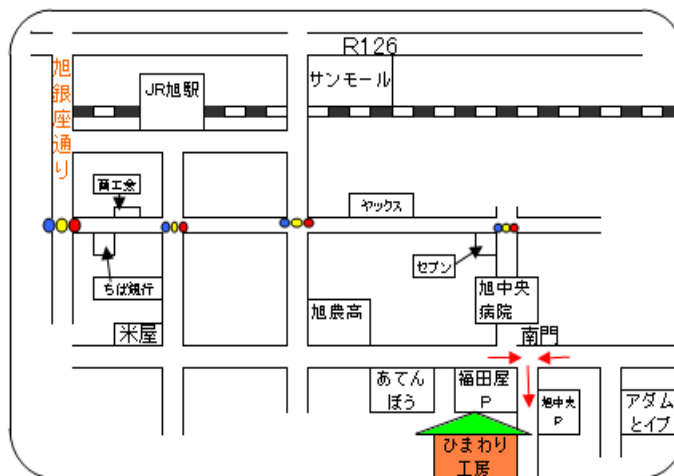 R126
旭銀座通り
JR旭駅
サンモール
商工会
ヤックス
ちば銀行
セブン
旭中央
病院
旭農高
米屋
南門
あてん
ぼう
福田屋
P
旭中央
P
アダム
とイブ
ひまわり
工房